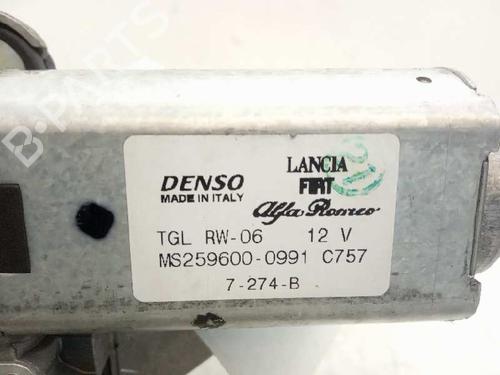 DENSO
MADE IN ITALY
LANCIA
FIAT
Alfa Romeo
TGL RW-06 12 V
MS259600-0991 C757
7-274-B
B-PARTS